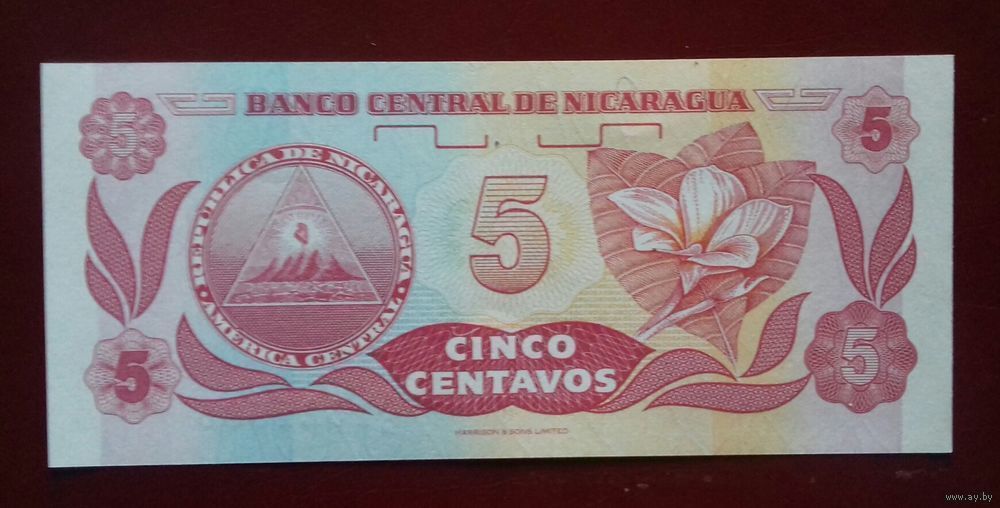 BANCO CENTRAL DE NICARAGUA
5
5
REPUBLICA DE NICARAGUA
AMÉRICA CENTRAL
5
CINCO
CENTAVOS
5
5
HARRISON & SONS LIMITED
www.ay.by